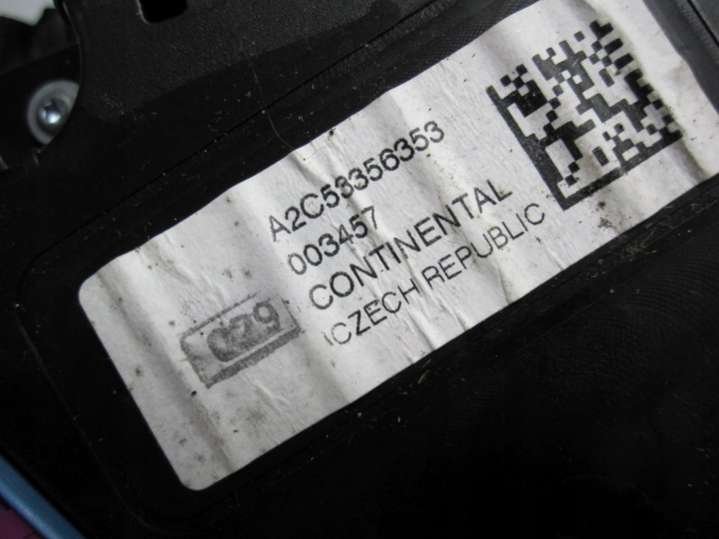 A2C53356353
003457
CONTINENTAL
CZECH REPUBLIC
029